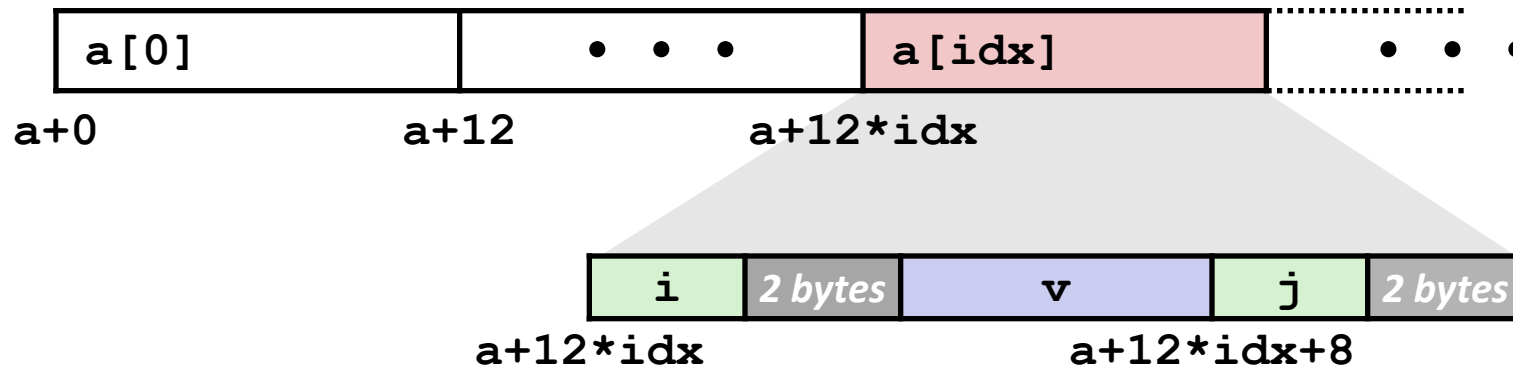 a[0] • • • a[idx] • • •
a+0 a+12 a+12*idx
i 2 bytes v j 2 bytes
a+12*idx a+12*idx+8